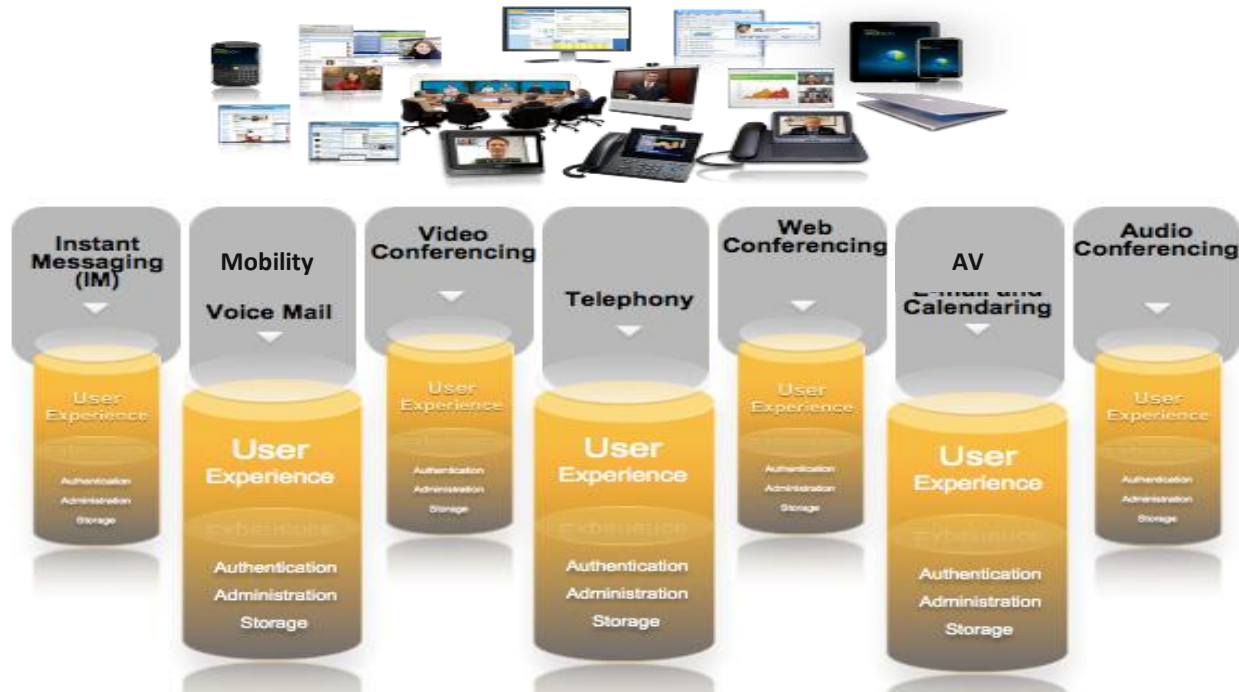 Instant
Messaging
(IM)
Mobility
Voice Mail
Video
Conferencing
Telephony
Web
Conferencing
AV
E-mail and
Calendaring
Audio
Conferencing
User
Experience
Authentication
Administration
Storage
User
Experience
Authentication
Administration
Storage
User
Experience
Authentication
Administration
Storage
User
Experience
Authentication
Administration
Storage
User
Experience
Authentication
Administration
Storage
User
Experience
Authentication
Administration
Storage
User
Experience
Authentication
Administration
Storage